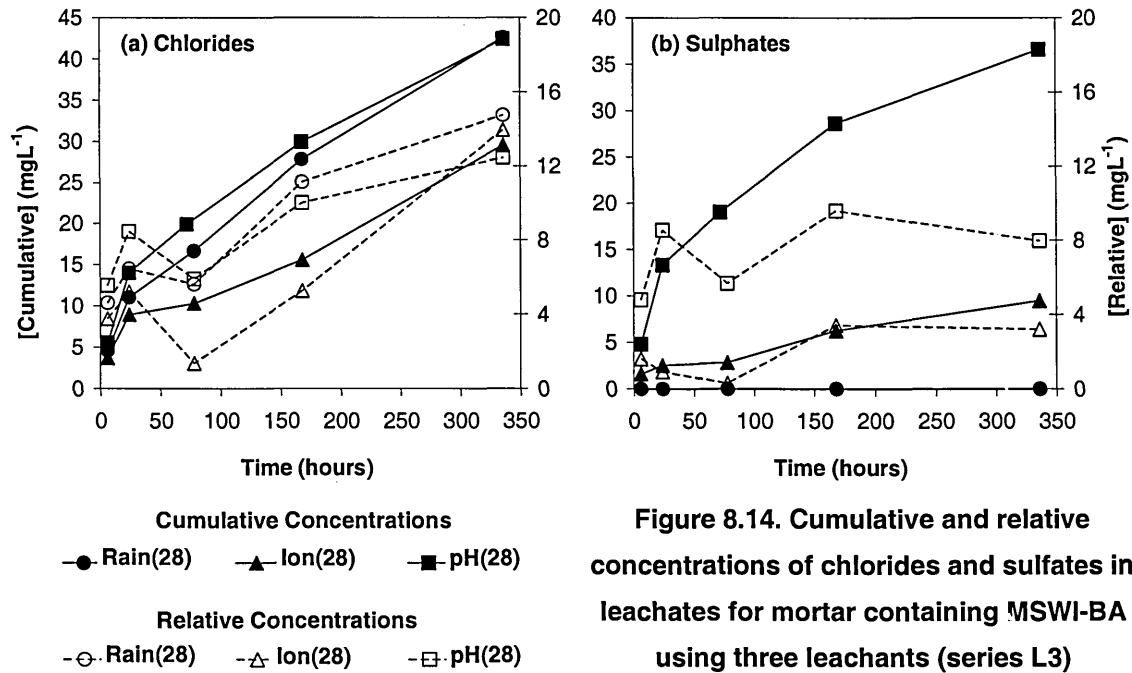 (a) Chlorides
[Cumulative] (mgL⁻¹)
45
40
35
30
25
20
15
10
5
0
20
16
12
8
4
0
0 50 100 150 200 250 300 350
Time (hours)
(b) Sulphates
40
35
30
25
20
15
10
5
0
20
16
12
8
4
0
[Relative] (mgL⁻¹)
0 50 100 150 200 250 300 350
Time (hours)
Cumulative Concentrations
Rain(28) Ion(28) pH(28)
Relative Concentrations
Rain(28) Ion(28) pH(28)
Figure 8.14. Cumulative and relative
concentrations of chlorides and sulfates in
leachates for mortar containing MSWI-BA
using three leachants (series L3)